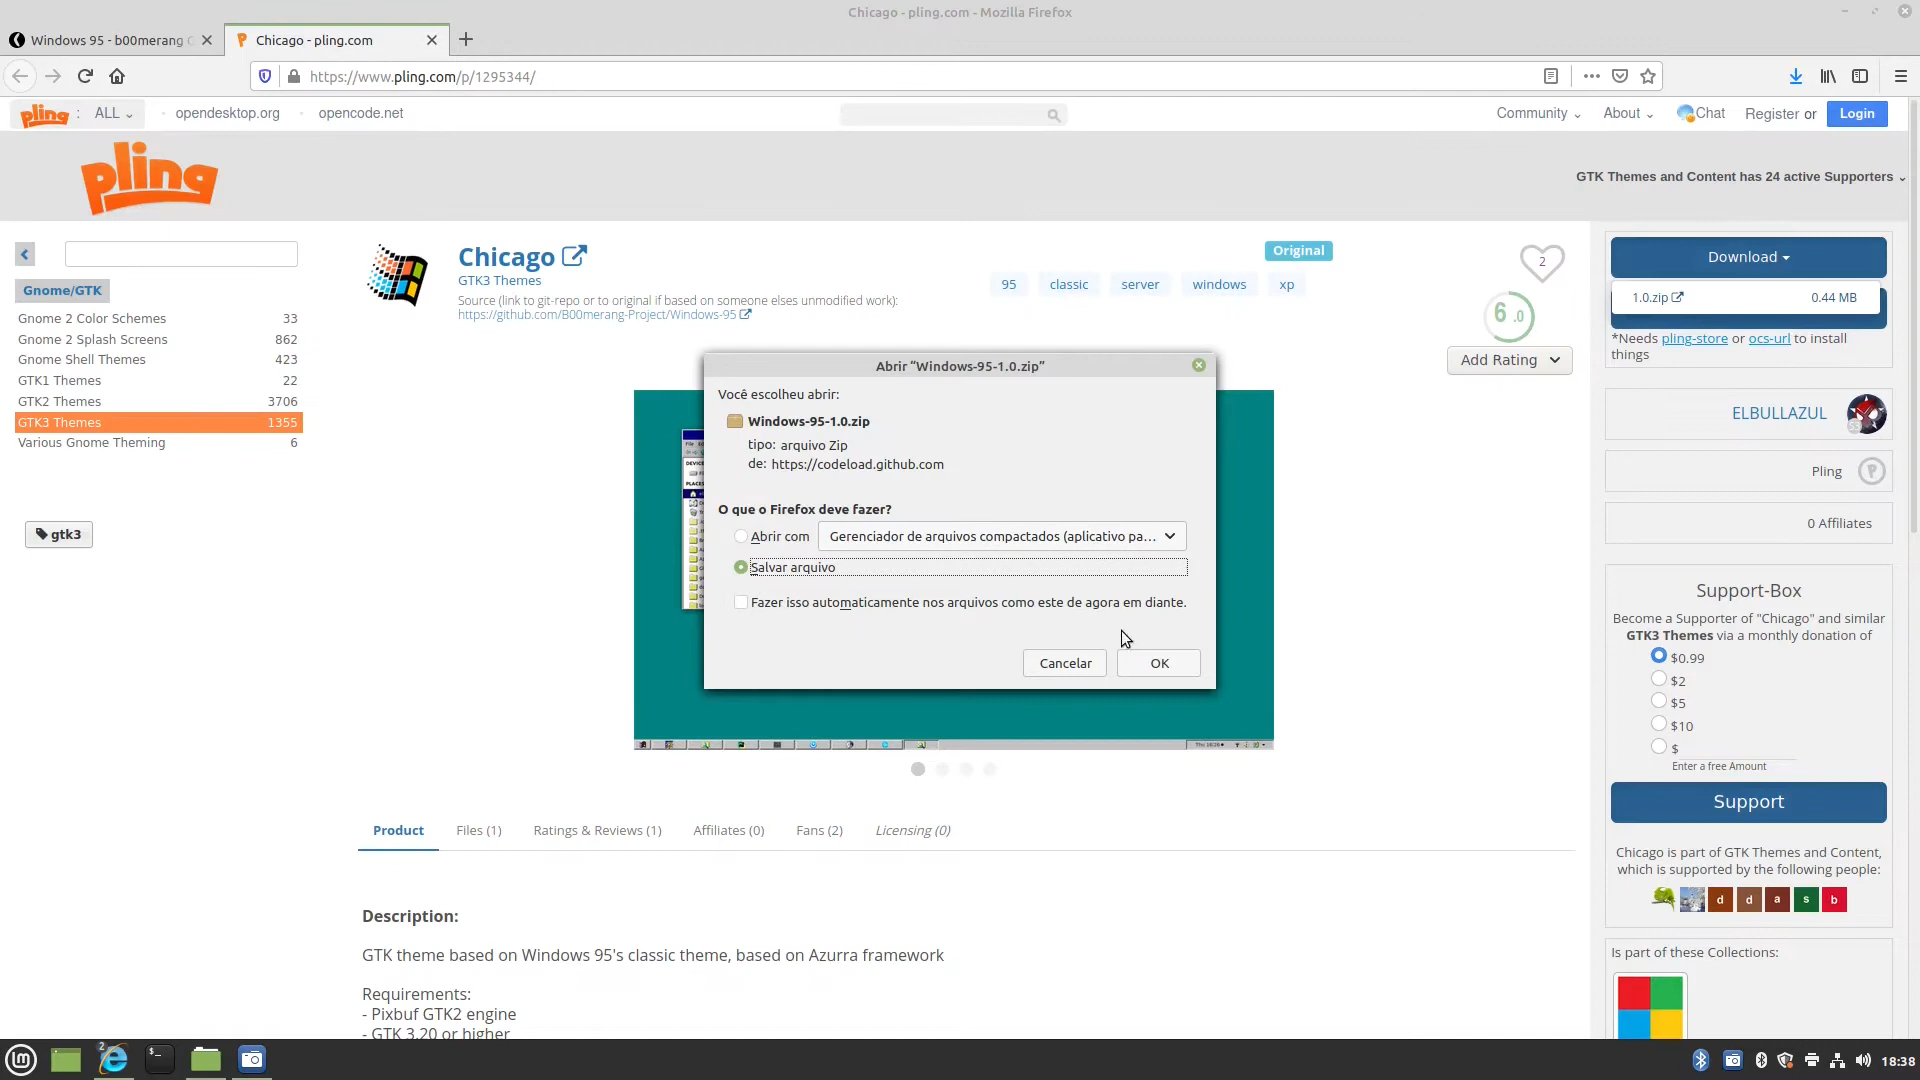 Chicago - pling.com - Mozilla Firefox
Windows 95 - b00merang
Chicago - pling.com
https://www.pling.com/p/1295344/
pling : ALL
opendesktop.org
opencode.net
Community
About
Chat
Register or
Login
pling
GTK Themes and Content has 24 active Supporters
Gnome/GTK
Gnome 2 Color Schemes 33
Gnome 2 Splash Screens 862
Gnome Shell Themes 423
GTK1 Themes 22
GTK2 Themes 3706
GTK3 Themes 1355
Various Gnome Theming 6
gtk3
Chicago
GTK3 Themes
Source (link to git-repo or to original if based on someone elses unmodified work):
https://github.com/B00merang-Project/Windows-95
Original
95 classic server windows xp
2
6 .0
Add Rating
Abrir “Windows-95-1.0.zip”
Você escolheu abrir:
Windows-95-1.0.zip
tipo: arquivo Zip
de: https://codeload.github.com
O que o Firefox deve fazer?
Abrir com Gerenciador de arquivos compactados (aplicativo pa...
Salvar arquivo
Fazer isso automaticamente nos arquivos como este de agora em diante.
Cancelar OK
Product Files (1) Ratings & Reviews (1) Affiliates (0) Fans (2) Licensing (0)
Description:
GTK theme based on Windows 95's classic theme, based on Azurra framework
Requirements:
- Pixbuf GTK2 engine
- GTK 3.20 or higher
Download
1.0.zip 0.44 MB
*Needs pling-store or ocs-url to install
things
ELBULLAZUL
Pling
0 Affiliates
Support-Box
Become a Supporter of "Chicago" and similar
GTK3 Themes via a monthly donation of
$0.99
$2
$5
$10
$
Enter a free Amount
Support
Chicago is part of GTK Themes and Content,
which is supported by the following people:
d d a s b
Is part of these Collections:
2
18:38